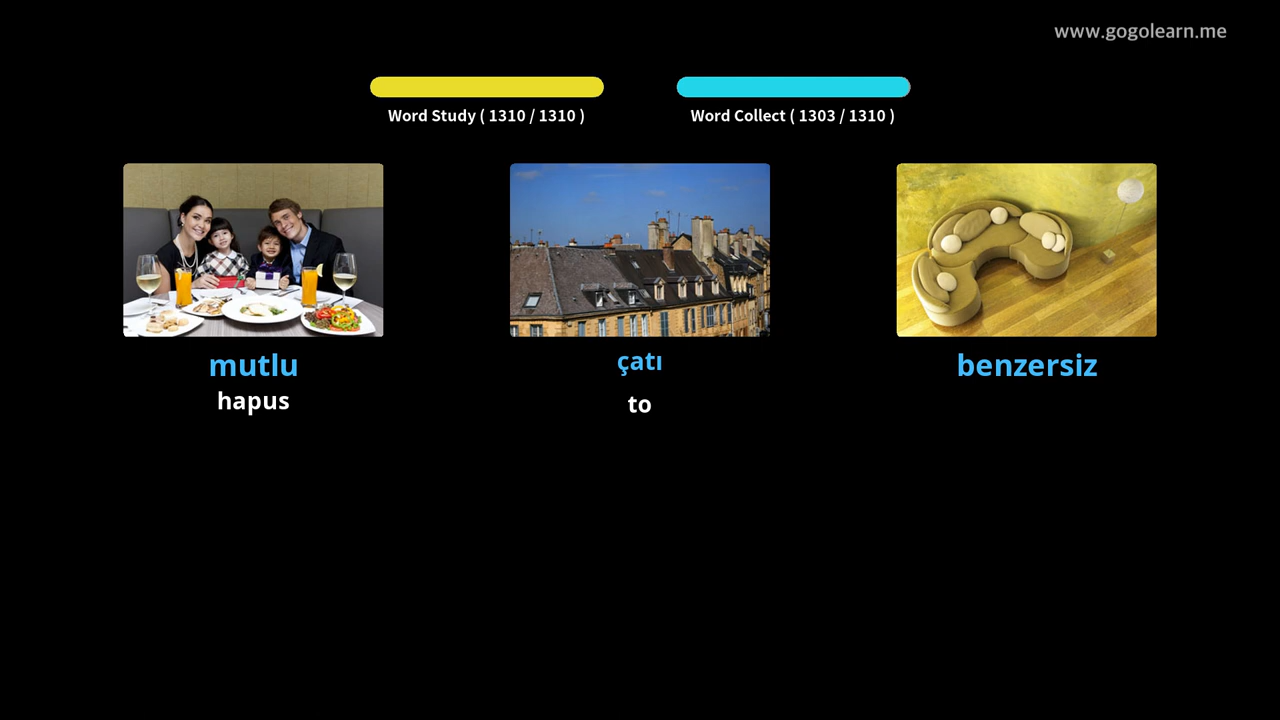 www.gogolearn.me
Word Study ( 1310 / 1310 )
Word Collect ( 1303 / 1310 )
mutlu
hapus
çatı
to
benzersiz